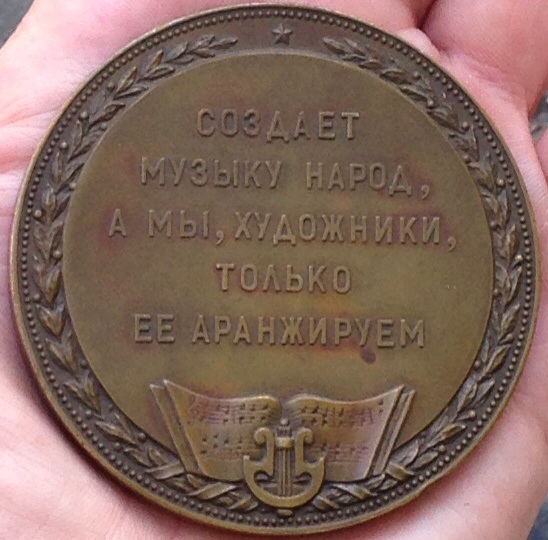 СОЗДАЕТ
МУЗЫКУ НАРОД,
А МЫ, ХУДОЖНИКИ,
ТОЛЬКО
ЕЕ АРАНЖИРУЕМ